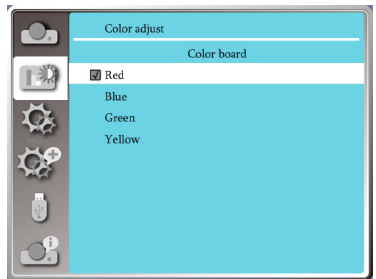 Color adjust
Color board
Red
Blue
Green
Yellow